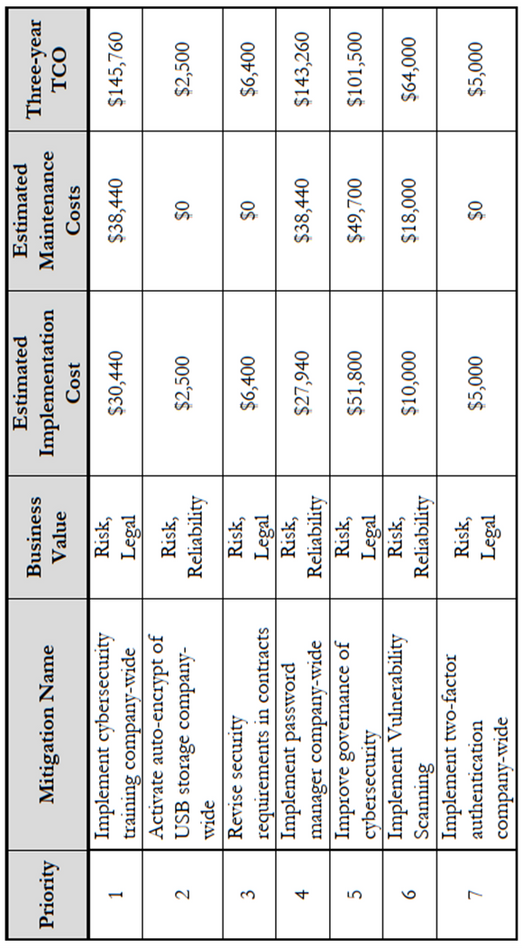 Priority
Mitigation Name
Business
Value
Estimated
Implementation
Cost
Estimated
Maintenance
Costs
Three-year
TCO
1
Implement cybersecurity
training company-wide
Risk,
Legal
$30,440
$38,440
$145,760
2
Activate auto-encrypt of
USB storage company-
wide
Risk,
Reliability
$2,500
$0
$2,500
3
Revise security
requirements in contracts
Risk,
Legal
$6,400
$0
$6,400
4
Implement password
manager company-wide
Risk,
Reliability
$27,940
$38,440
$143,260
5
Improve governance of
cybersecurity
Risk,
Legal
$51,800
$49,700
$101,500
6
Implement Vulnerability
Scanning
Risk,
Reliability
$10,000
$18,000
$64,000
7
Implement two-factor
authentication
company-wide
Risk,
Legal
$5,000
$0
$5,000